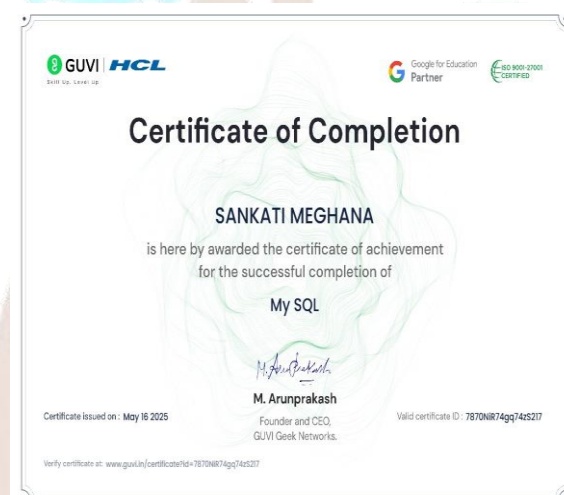 GUVI HCL
Skill Up. Level Up
Google for Education
Partner
ISO 9001-27001
CERTIFIED
Certificate of Completion
SANKATI MEGHANA
is here by awarded the certificate of achievement
for the successful completion of
My SQL
M. Arunprakash
M. Arunprakash
Founder and CEO,
GUVI Geek Networks.
Certificate issued on : May 16 2025
Valid certificate ID : 7870NiR74gq74zS217
Verify certificate at: www.guvi.in/certificate?id=7870NiR74gq74zS217